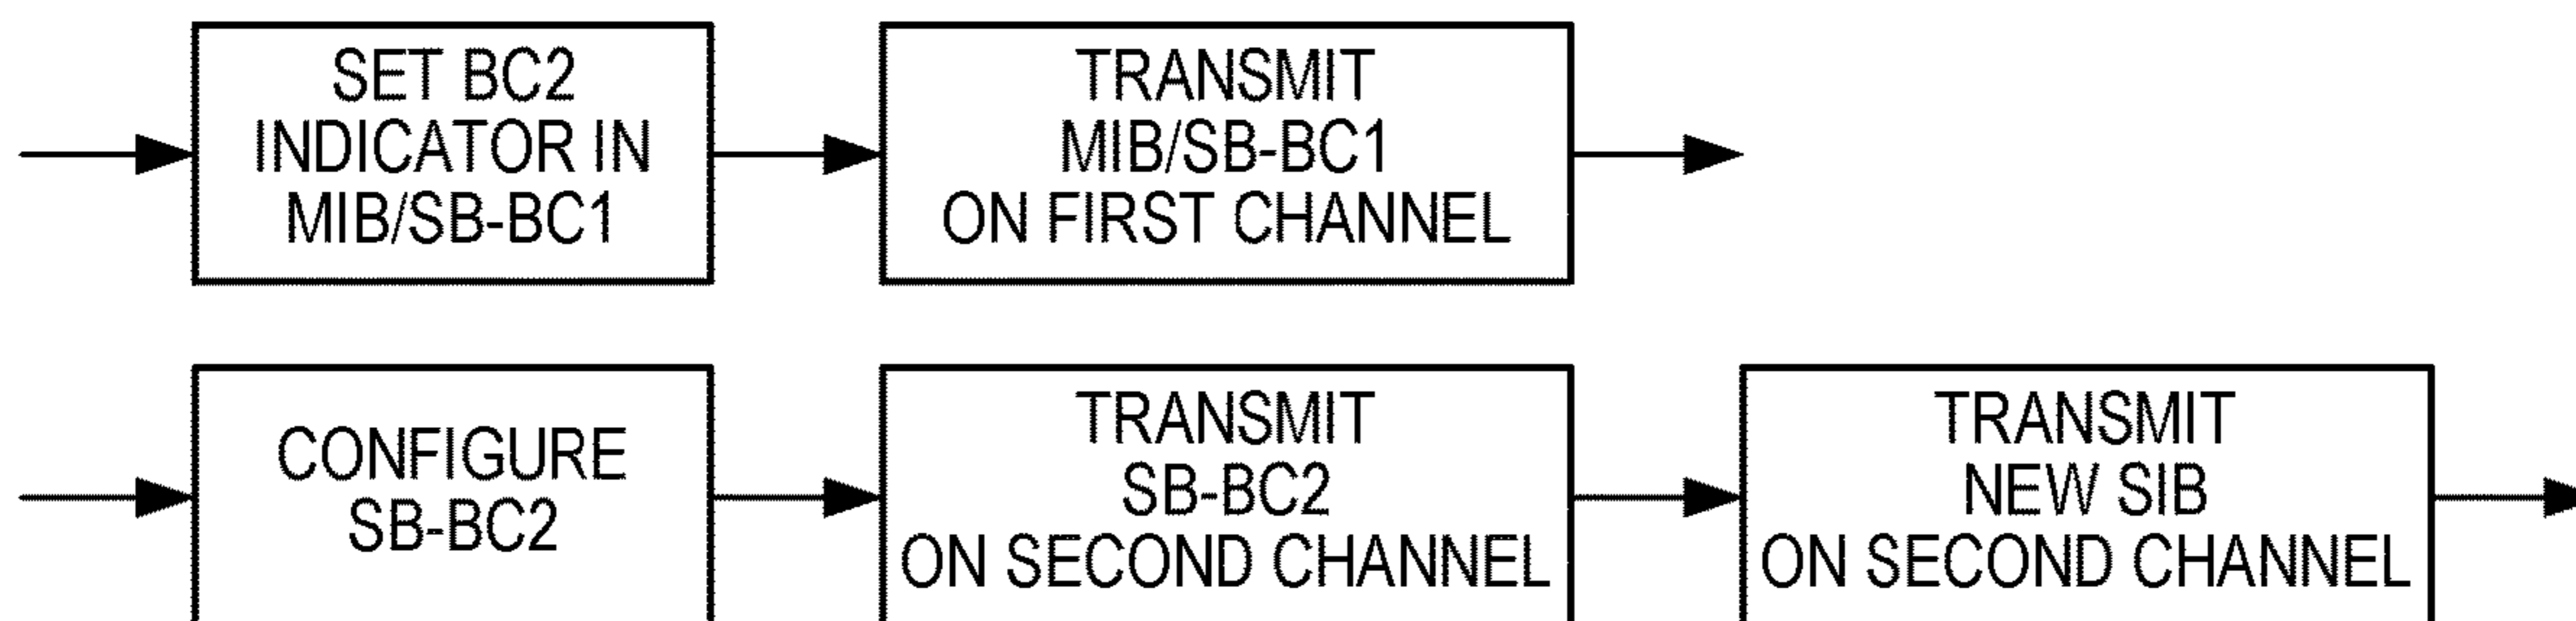 SET BC2
INDICATOR IN
MIB/SB-BC1
TRANSMIT
MIB/SB-BC1
ON FIRST CHANNEL
CONFIGURE
SB-BC2
TRANSMIT
SB-BC2
ON SECOND CHANNEL
TRANSMIT
NEW SIB
ON SECOND CHANNEL